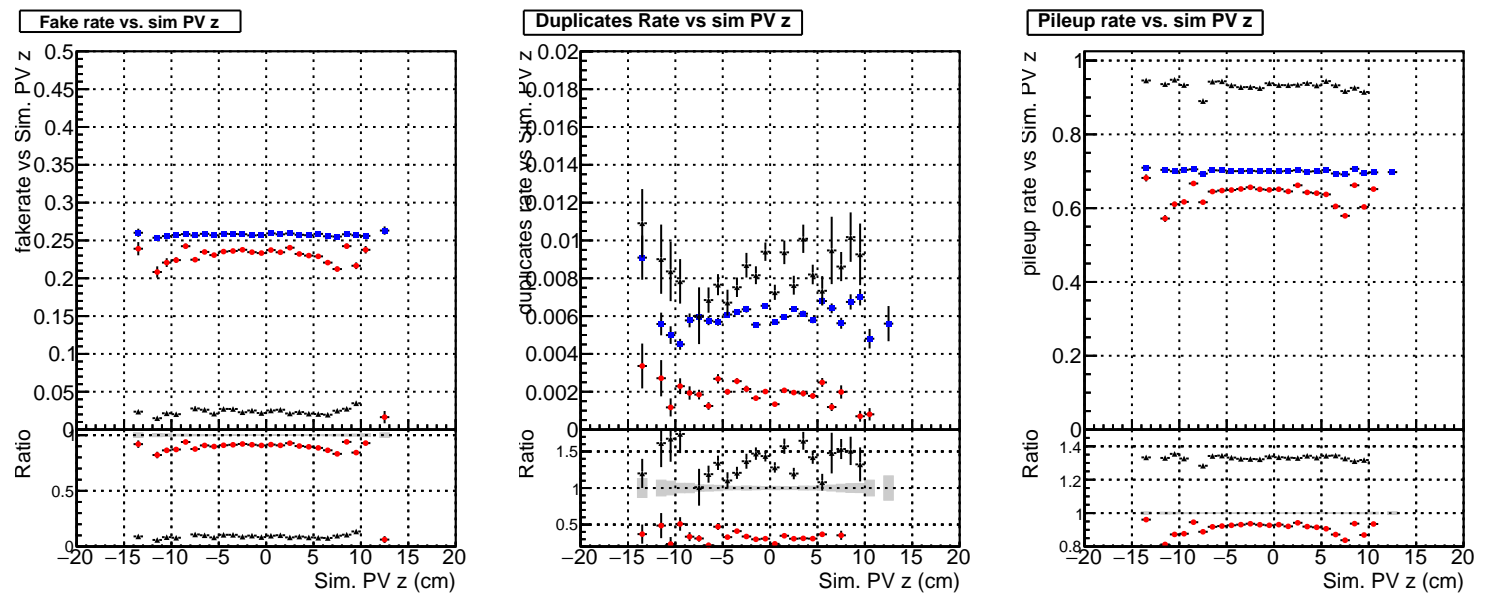 Fake rate vs. sim PV z
fakerate vs Sim. PV z
0.5
0.45
0.4
0.35
0.3
0.25
0.2
0.15
0.1
0.05
0
Ratio
1
0.5
0
−20 −15 −10 −5 0 5 10 15 20
Sim. PV z (cm)
Duplicates Rate vs sim PV z
duplicates rate vs Sim. PV z
0.02
0.018
0.016
0.014
0.012
0.01
0.008
0.006
0.004
0.002
0
Ratio
1.5
1
0.5
−20 −15 −10 −5 0 5 10 15 20
Sim. PV z (cm)
Pileup rate vs. sim PV z
pileup rate vs Sim. PV z
1
0.8
0.6
0.4
0.2
0
Ratio
1.4
1.2
1
0.8
−20 −15 −10 −5 0 5 10 15 20
Sim. PV z (cm)